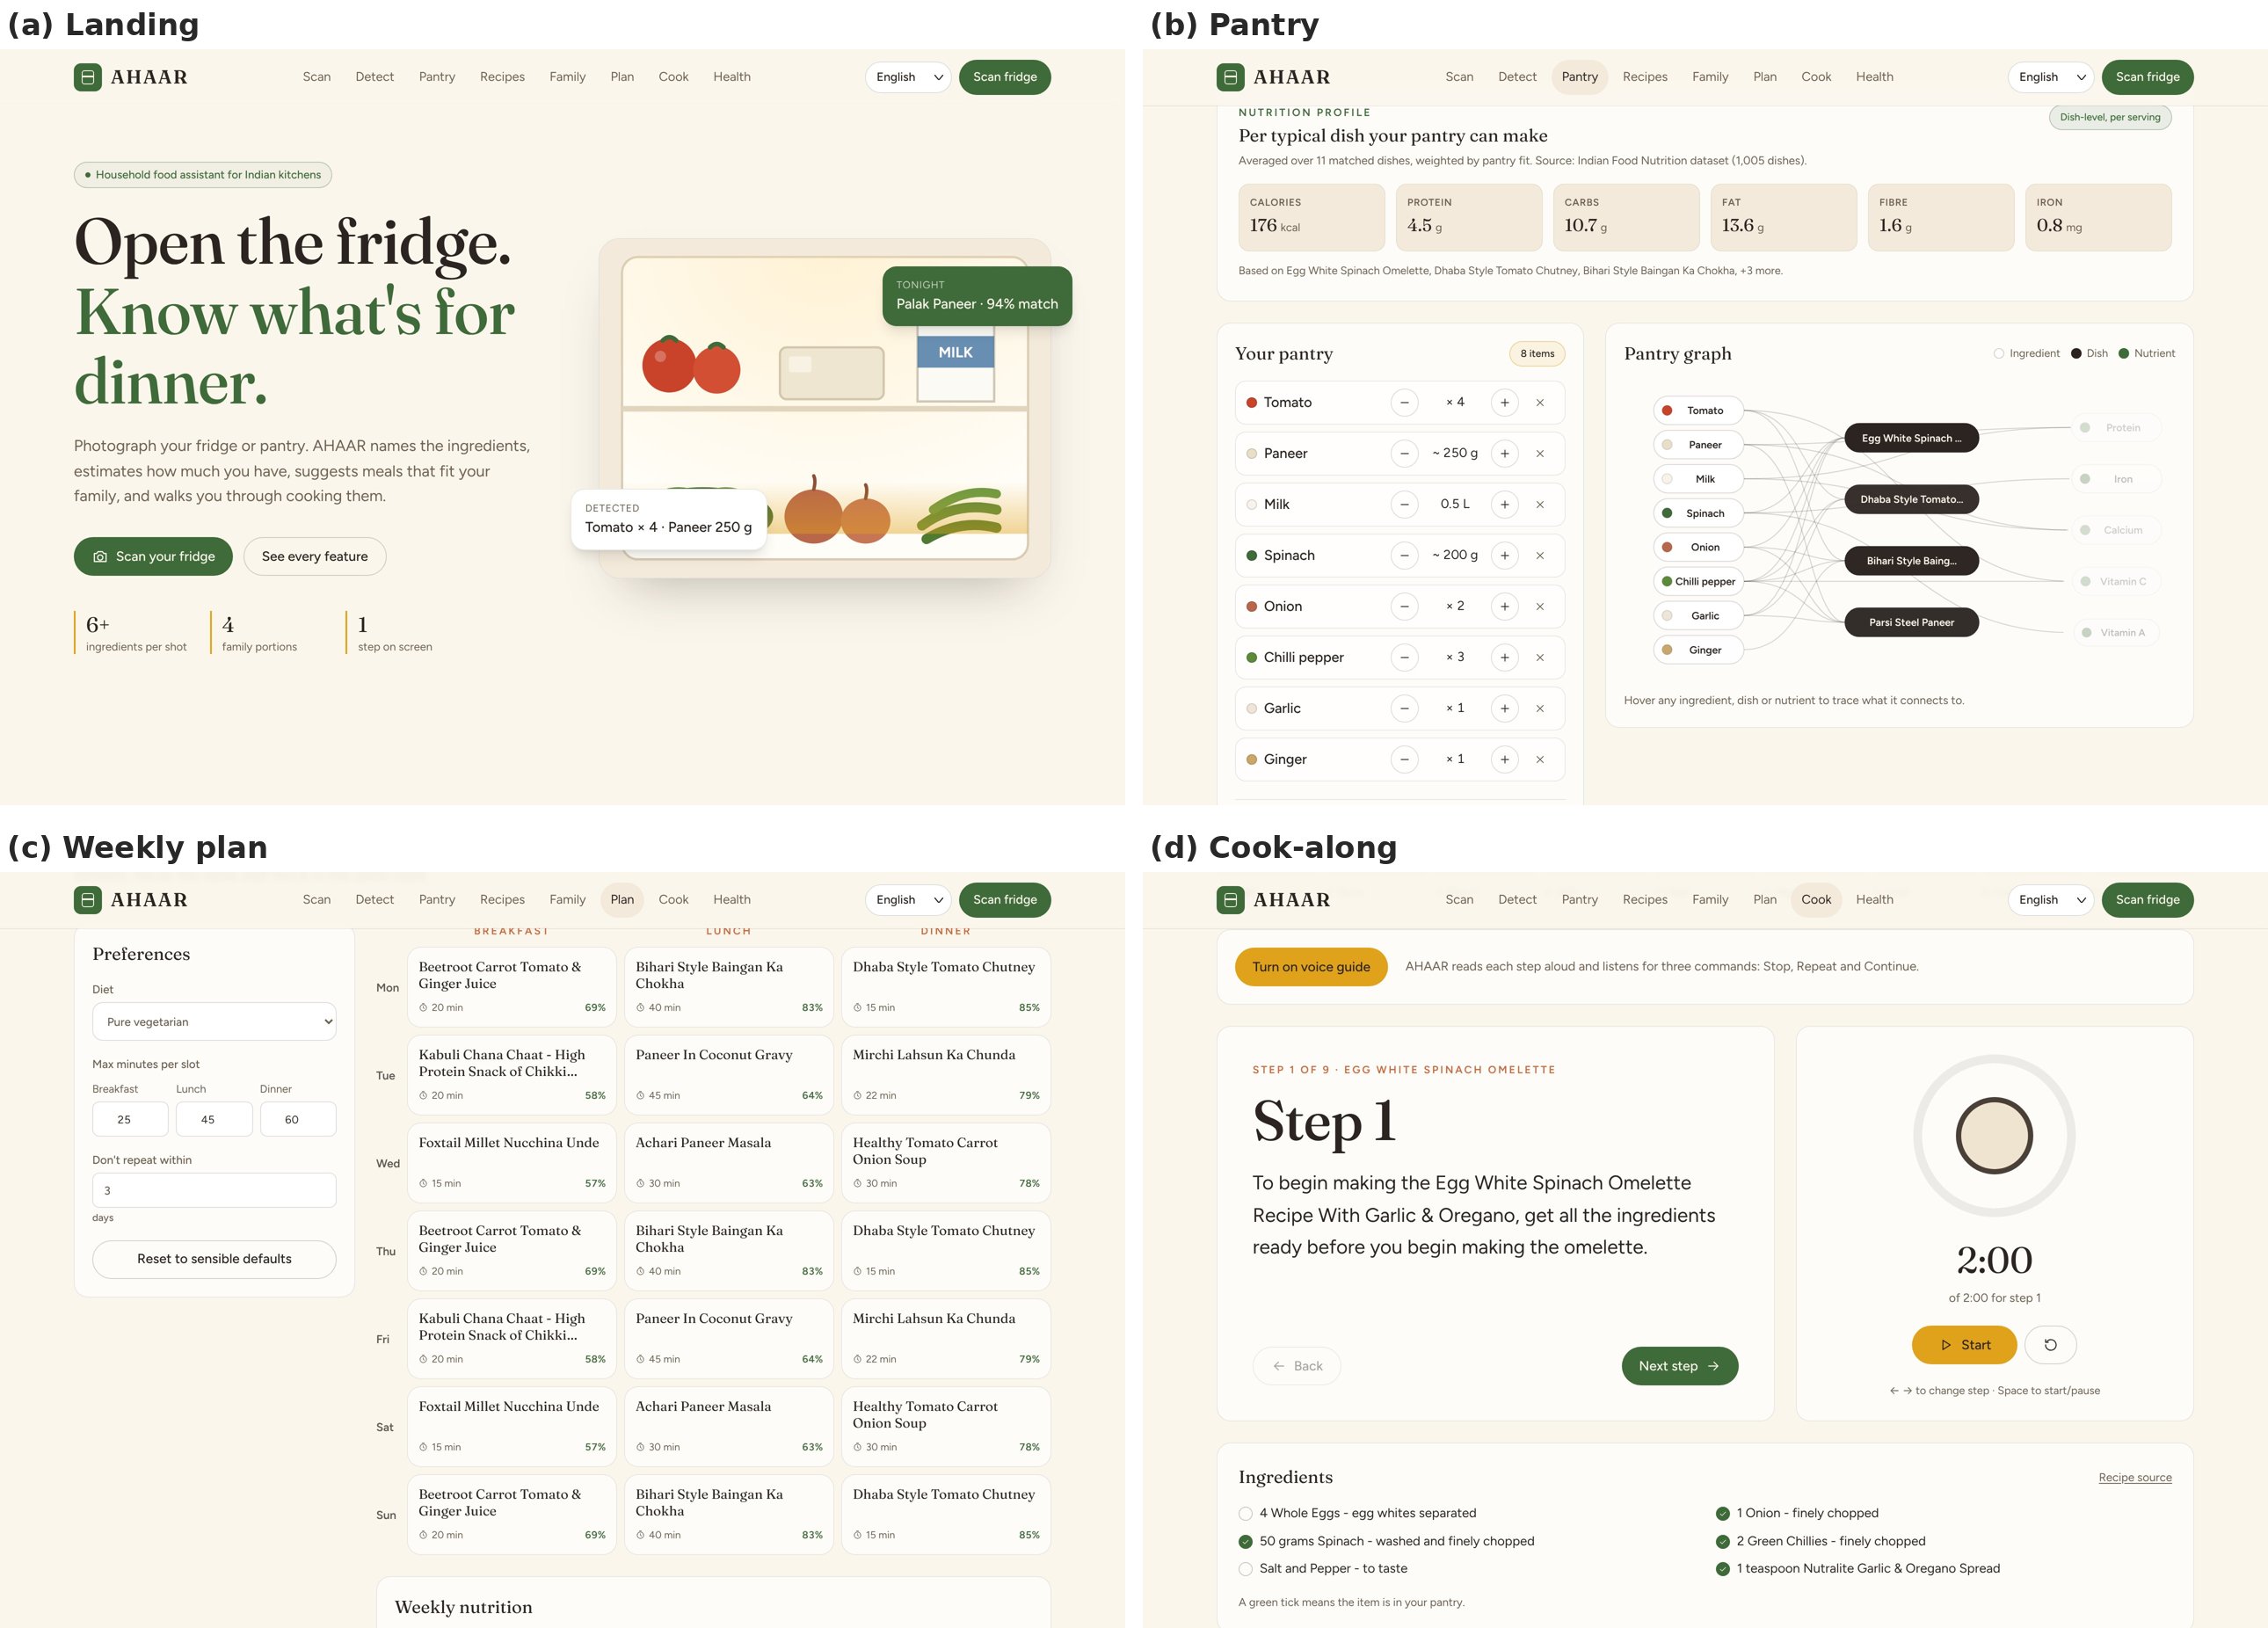 (a) Landing
AHAAR
Scan Detect Pantry Recipes Family Plan Cook Health
English
Scan fridge
Household food assistant for Indian kitchens
Open the fridge.
Know what's for
dinner.
Photograph your fridge or pantry. AHAAR names the ingredients,
estimates how much you have, suggests meals that fit your
family, and walks you through cooking them.
Scan your fridge
See every feature
6+
ingredients per shot
4
family portions
1
step on screen
TONIGHT
Palak Paneer · 94% match
MILK
DETECTED
Tomato × 4 · Paneer 250 g
(b) Pantry
AHAAR
Scan Detect Pantry Recipes Family Plan Cook Health
English
Scan fridge
NUTRITION PROFILE
Per typical dish your pantry can make
Dish-level, per serving
Averaged over 11 matched dishes, weighted by pantry fit. Source: Indian Food Nutrition dataset (1,005 dishes).
CALORIES
176 kcal
PROTEIN
4.5 g
CARBS
10.7 g
FAT
13.6 g
FIBRE
1.6 g
IRON
0.8 mg
Based on Egg White Spinach Omelette, Dhaba Style Tomato Chutney, Bihari Style Baingan Ka Chokha, +3 more.
Your pantry
8 items
Tomato − × 4 + ×
Paneer − ~ 250 g + ×
Milk − 0.5 L + ×
Spinach − ~ 200 g + ×
Onion − × 2 + ×
Chilli pepper − × 3 + ×
Garlic − × 1 + ×
Ginger − × 1 + ×
Pantry graph
Ingredient Dish Nutrient
Tomato
Paneer
Milk
Spinach
Onion
Chilli pepper
Garlic
Ginger
Egg White Spinach ...
Dhaba Style Tomato...
Bihari Style Baing...
Parsi Steel Paneer
Protein
Iron
Calcium
Vitamin C
Vitamin A
Hover any ingredient, dish or nutrient to trace what it connects to.
(c) Weekly plan
AHAAR
Scan Detect Pantry Recipes Family Plan Cook Health
English
Scan fridge
Preferences
Diet
Pure vegetarian
Max minutes per slot
Breakfast Lunch Dinner
25 45 60
Don't repeat within
3
days
Reset to sensible defaults
BREAKFAST LUNCH DINNER
Mon
Beetroot Carrot Tomato &
Ginger Juice
20 min 69%
Bihari Style Baingan Ka
Chokha
40 min 83%
Dhaba Style Tomato Chutney
15 min 85%
Tue
Kabuli Chana Chaat - High
Protein Snack of Chikki...
20 min 58%
Paneer In Coconut Gravy
45 min 64%
Mirchi Lahsun Ka Chunda
22 min 79%
Wed
Foxtail Millet Nucchina Unde
15 min 57%
Achari Paneer Masala
30 min 63%
Healthy Tomato Carrot
Onion Soup
30 min 78%
Thu
Beetroot Carrot Tomato &
Ginger Juice
20 min 69%
Bihari Style Baingan Ka
Chokha
40 min 83%
Dhaba Style Tomato Chutney
15 min 85%
Fri
Kabuli Chana Chaat - High
Protein Snack of Chikki...
20 min 58%
Paneer In Coconut Gravy
45 min 64%
Mirchi Lahsun Ka Chunda
22 min 79%
Sat
Foxtail Millet Nucchina Unde
15 min 57%
Achari Paneer Masala
30 min 63%
Healthy Tomato Carrot
Onion Soup
30 min 78%
Sun
Beetroot Carrot Tomato &
Ginger Juice
20 min 69%
Bihari Style Baingan Ka
Chokha
40 min 83%
Dhaba Style Tomato Chutney
15 min 85%
Weekly nutrition
(d) Cook-along
AHAAR
Scan Detect Pantry Recipes Family Plan Cook Health
English
Scan fridge
Turn on voice guide
AHAAR reads each step aloud and listens for three commands: Stop, Repeat and Continue.
STEP 1 OF 9 · EGG WHITE SPINACH OMELETTE
Step 1
To begin making the Egg White Spinach Omelette
Recipe With Garlic & Oregano, get all the ingredients
ready before you begin making the omelette.
← Back
Next step →
2:00
of 2:00 for step 1
Start
← → to change step · Space to start/pause
Ingredients
Recipe source
4 Whole Eggs - egg whites separated
1 Onion - finely chopped
50 grams Spinach - washed and finely chopped
2 Green Chillies - finely chopped
Salt and Pepper - to taste
1 teaspoon Nutralite Garlic & Oregano Spread
A green tick means the item is in your pantry.